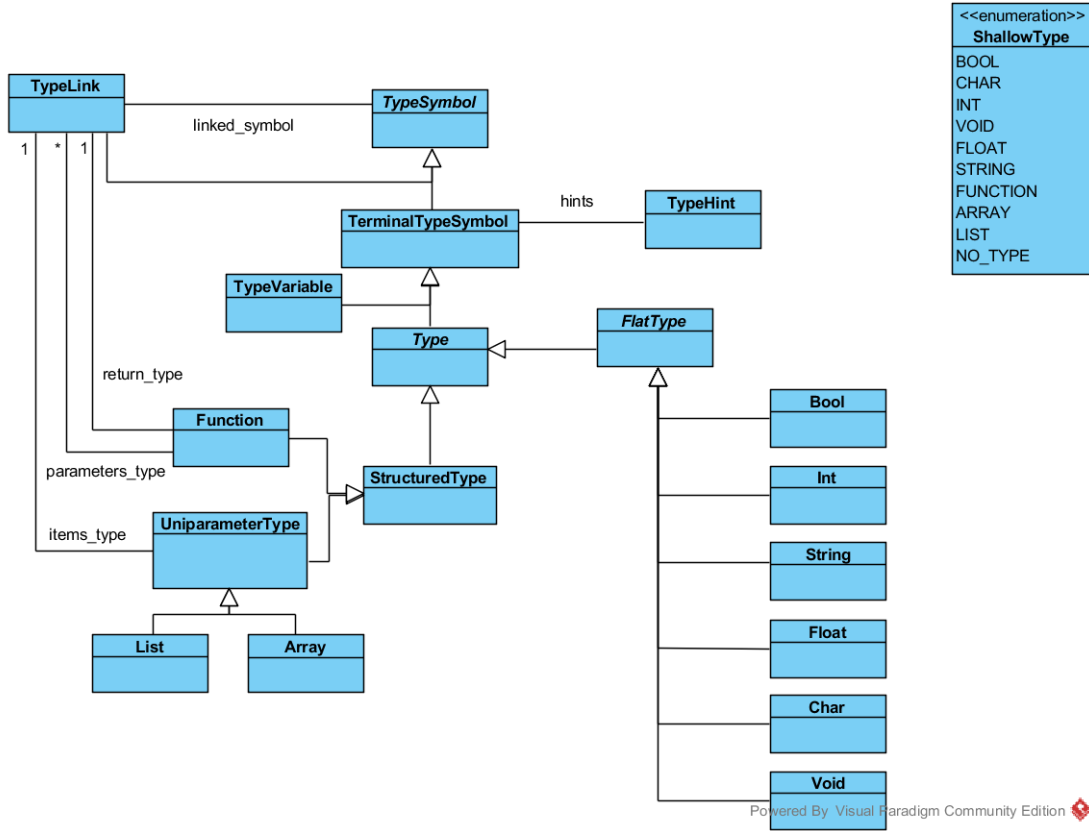 <<enumeration>>
ShallowType
BOOL
CHAR
INT
VOID
FLOAT
STRING
FUNCTION
ARRAY
LIST
NO_TYPE
TypeLink
TypeSymbol
linked_symbol
1
*
1
TerminalTypeSymbol
hints
TypeHint
TypeVariable
Type
FlatType
return_type
Function
parameters_type
StructuredType
UniparameterType
items_type
List
Array
Bool
Int
String
Float
Char
Void
Powered By Visual Paradigm Community Edition